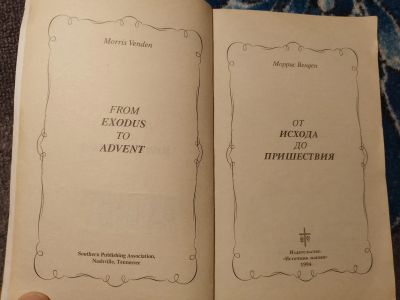 Morris Venden
FROM
EXODUS
TO
ADVENT
Southern Publishing Association,
Nashville, Tennessee
Моррис Венден
ОТ
ИСХОДА
ДО
ПРИШЕСТВИЯ
Издательство
«Источник жизни»
1994